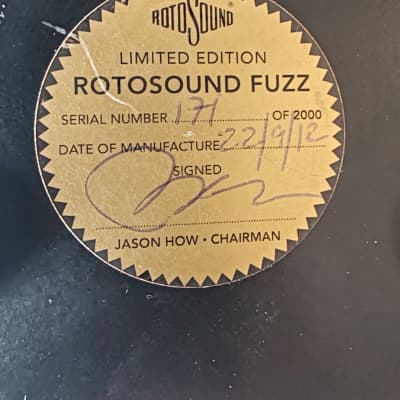 ROTOSOUND
LIMITED EDITION
ROTOSOUND FUZZ
SERIAL NUMBER 171 OF 2000
DATE OF MANUFACTURE 22/9/12
SIGNED
JASON HOW • CHAIRMAN